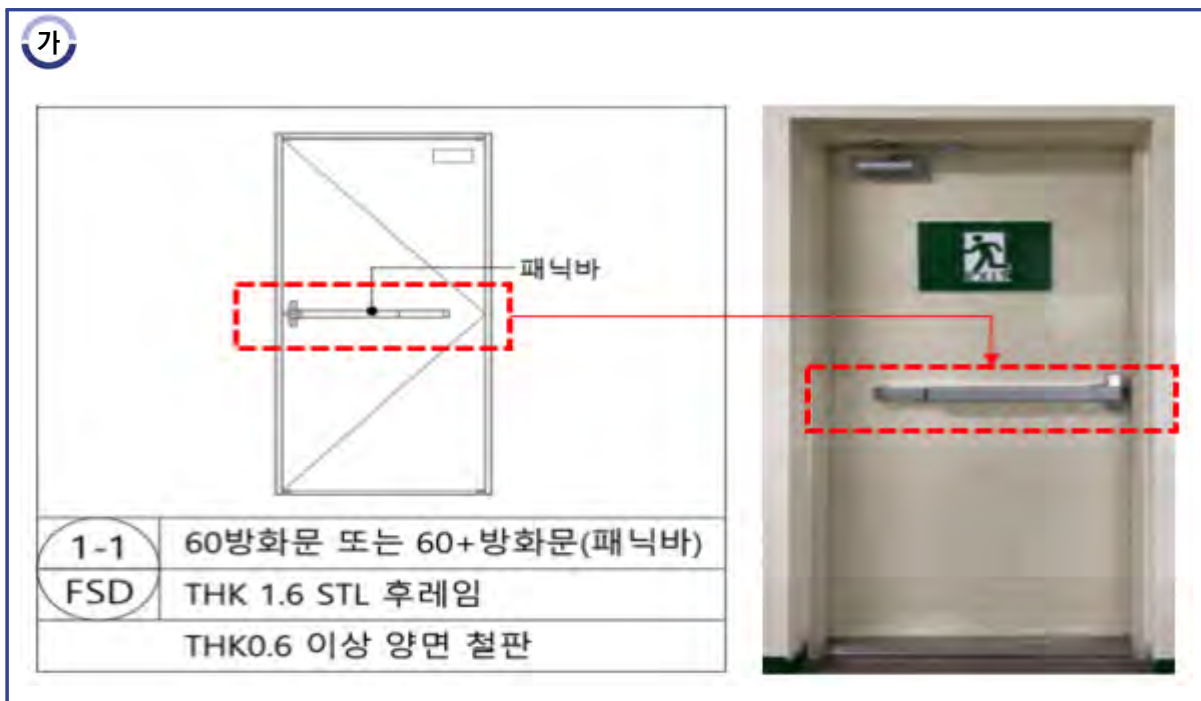 가
패닉바
EXIT
1-1
60방화문 또는 60+방화문(패닉바)
FSD
THK 1.6 STL 후레임
THK0.6 이상 양면 철판